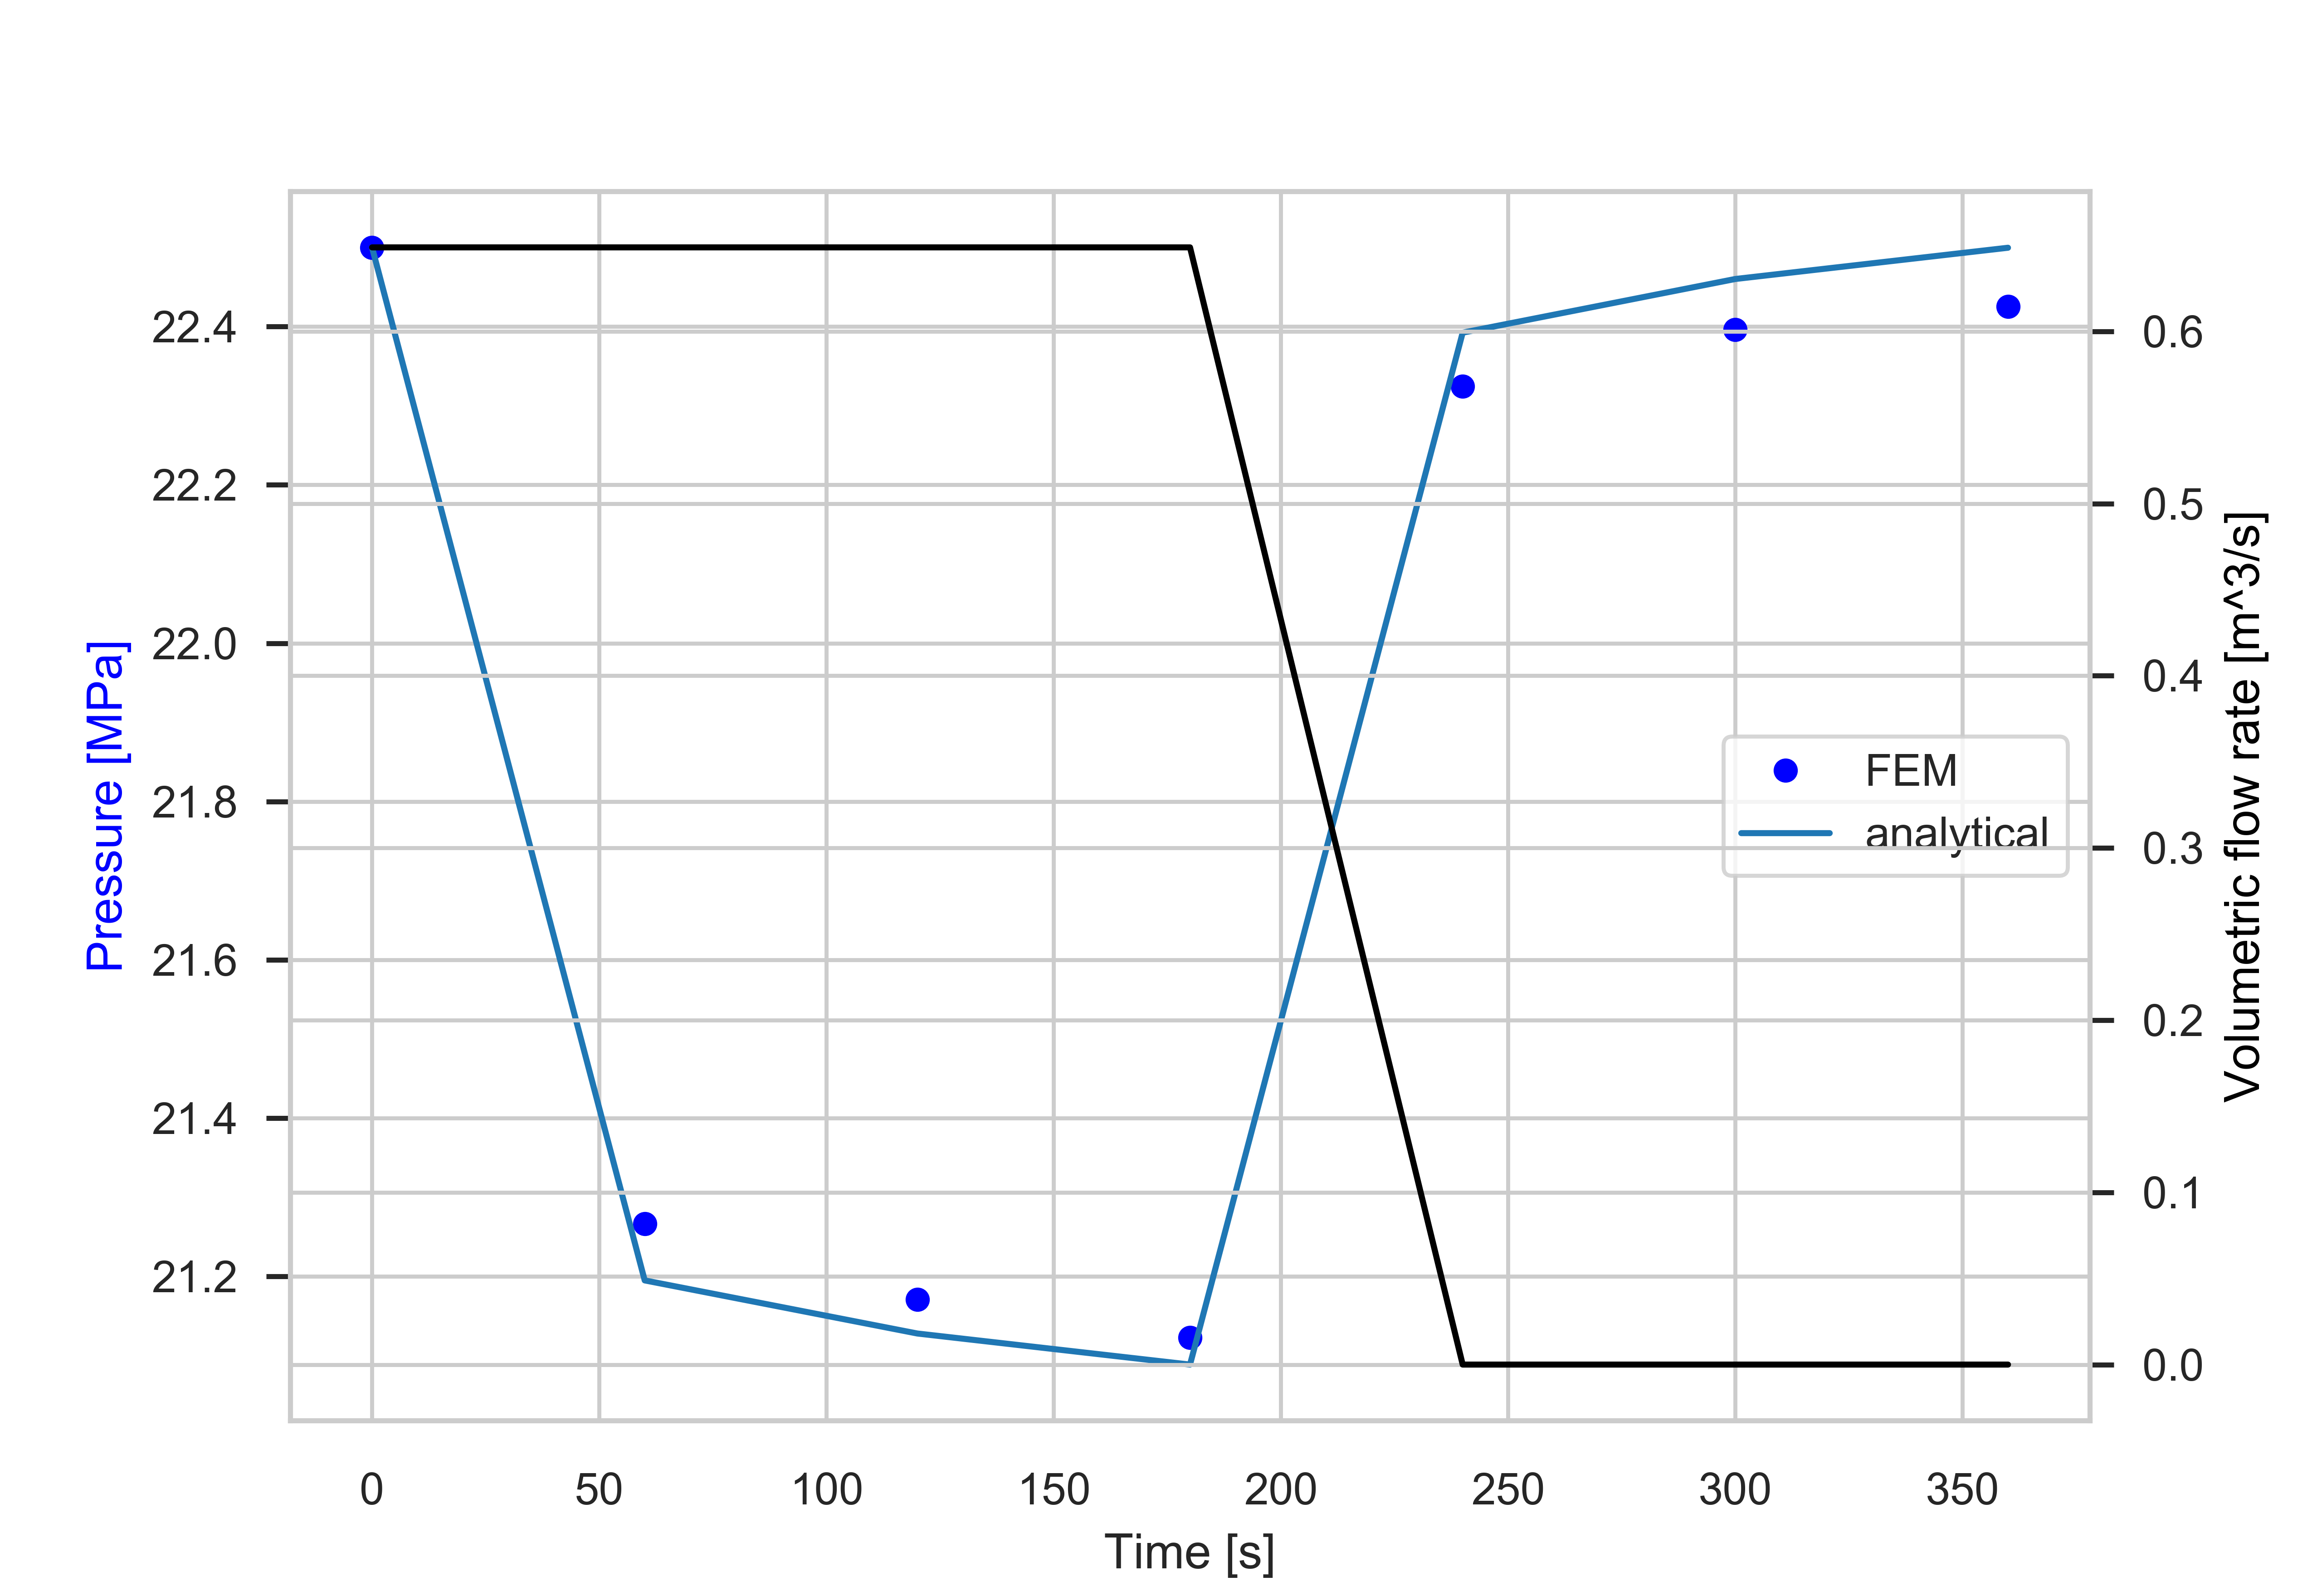 22.4
22.2
22.0
21.8
21.6
21.4
21.2
Pressure [MPa]
0.6
0.5
0.4
0.3
0.2
0.1
0.0
Volumetric flow rate [m^3/s]
FEM
analytical
0 50 100 150 200 250 300 350
Time [s]